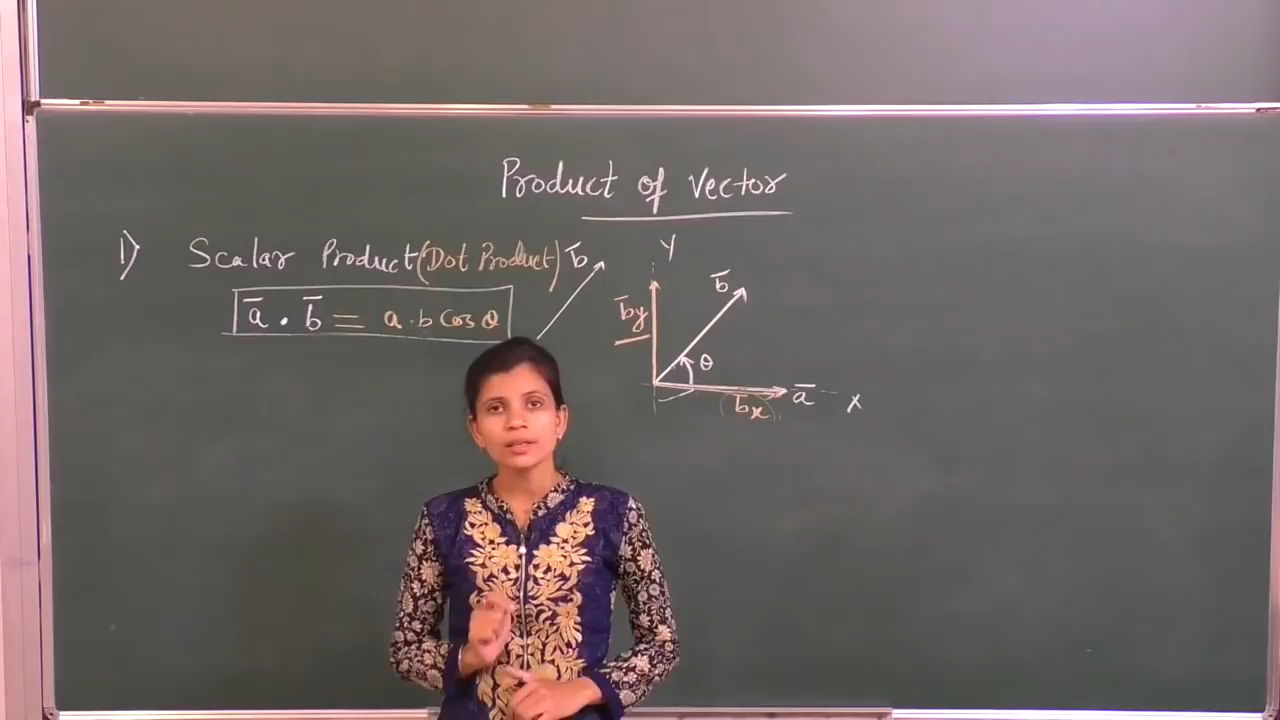 Product of Vector
1) Scalar Product (Dot Product)
a̅ . b̅ = a.b Cos θ
b̅
y
b̅
b̅y
θ
a̅
x
b̅x